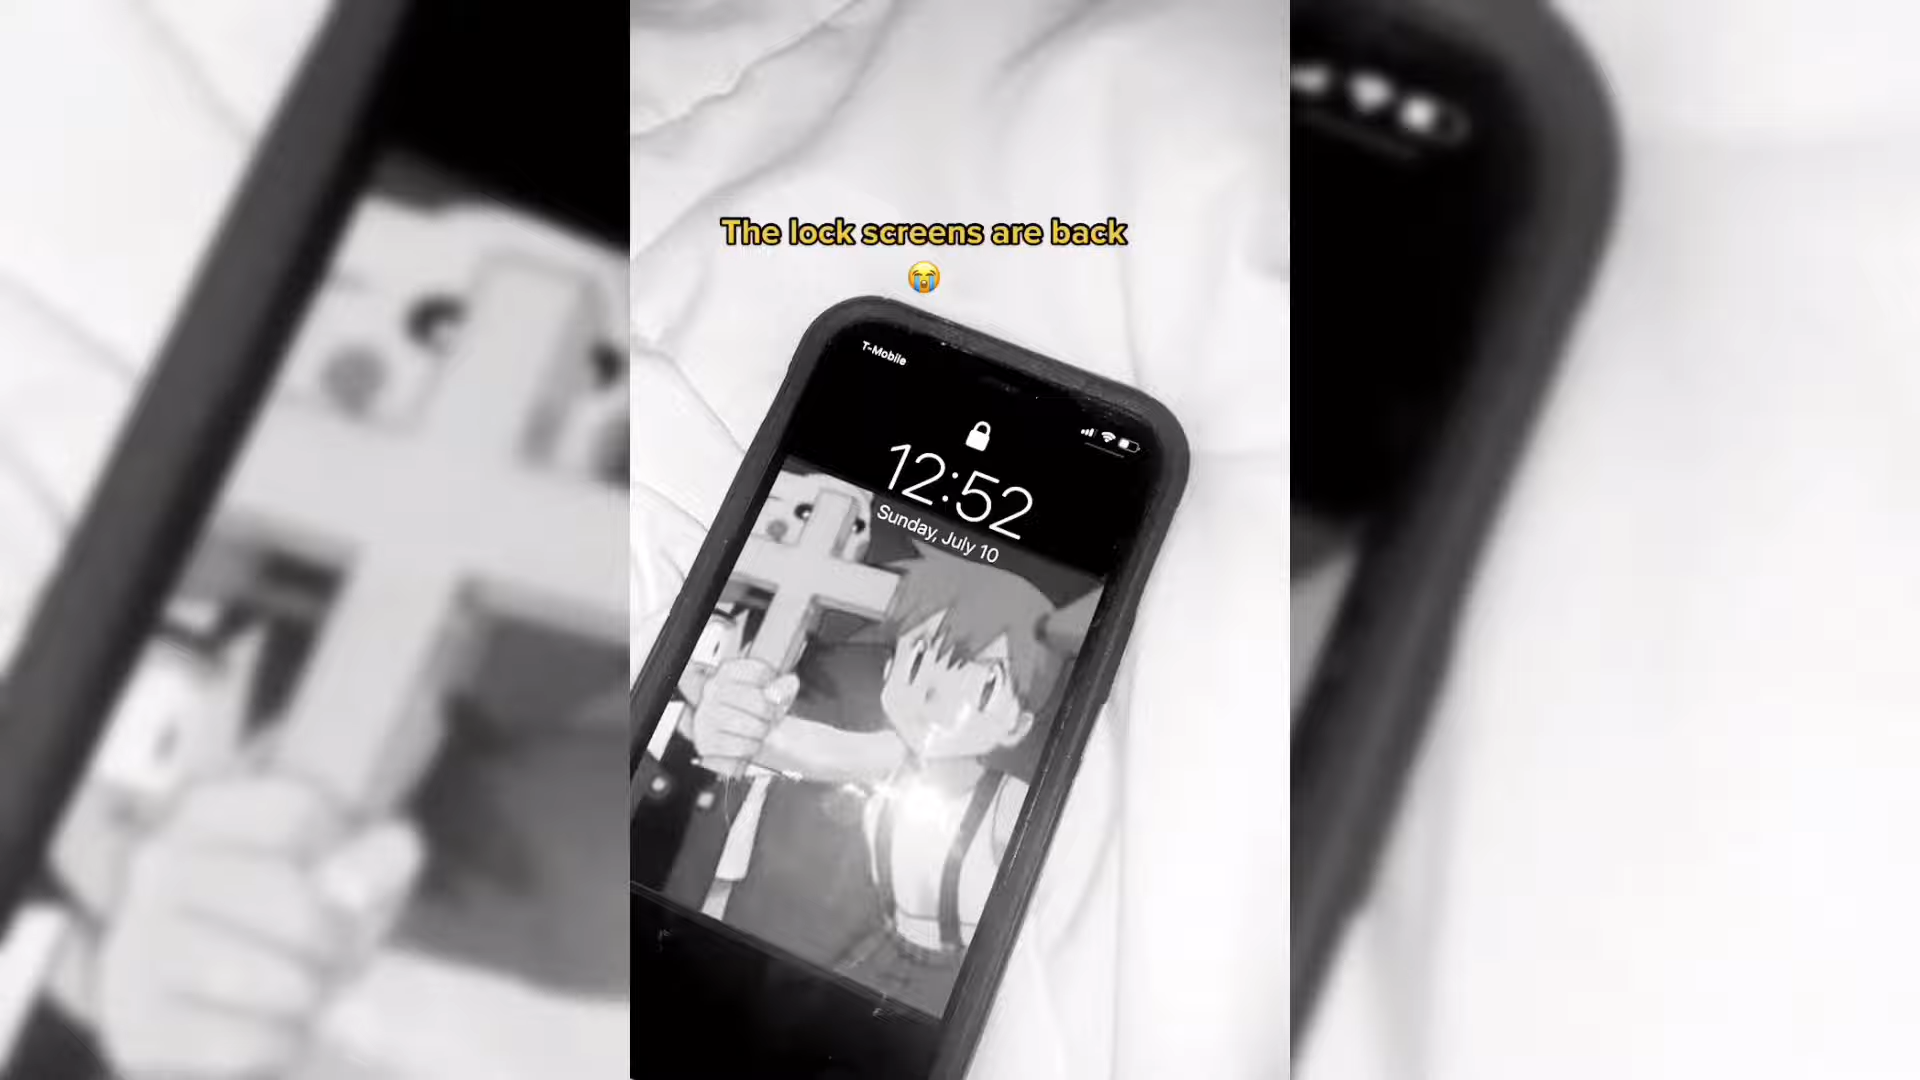 The lock screens are back
😭
T-Mobile
12:52
Sunday, July 10